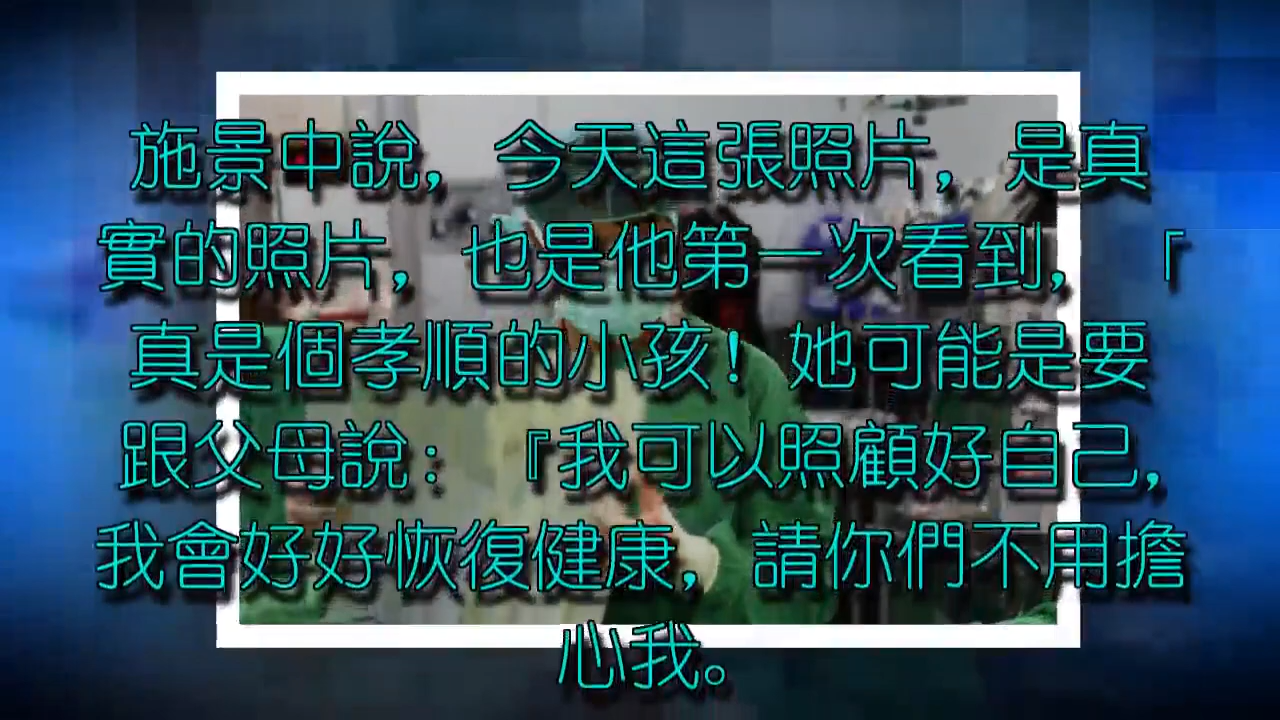 施景中說，今天這張照片，是真
實的照片，也是他第一次看到，「
真是個孝順的小孩！她可能是要
跟父母說：『我可以照顧好自己，
我會好好恢復健康，請你們不用擔
心我。